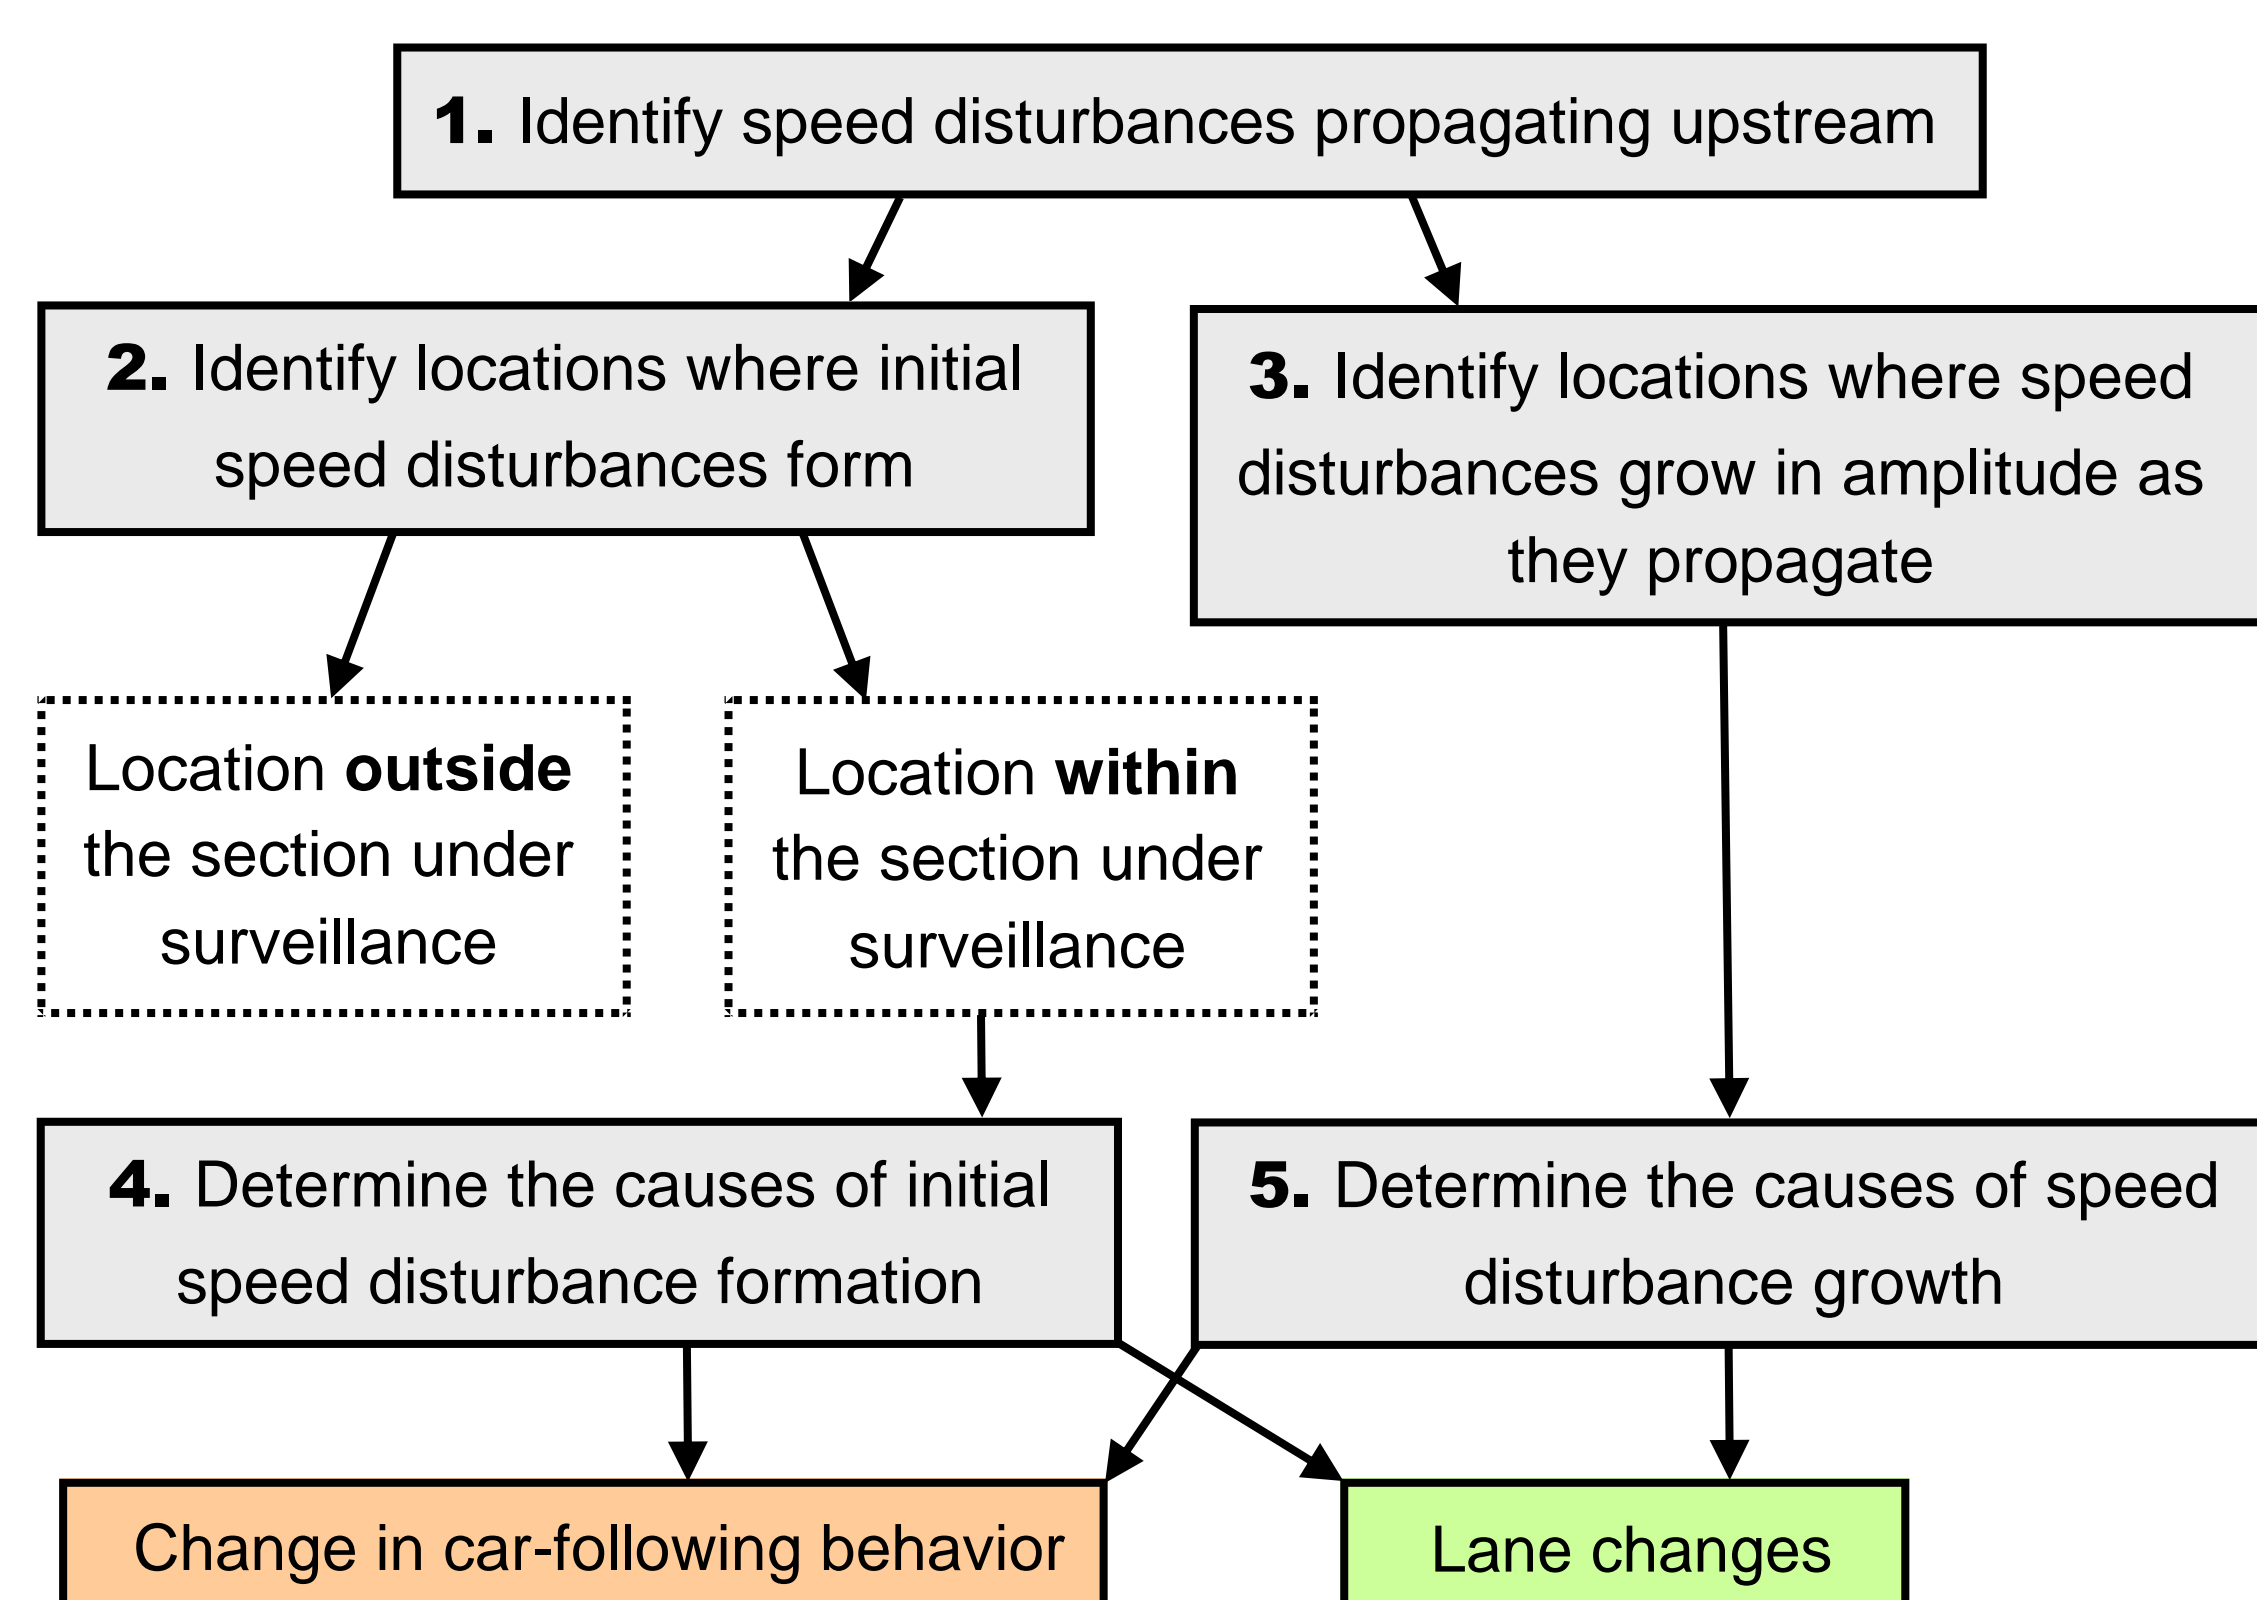 1. Identify speed disturbances propagating upstream
2. Identify locations where initial
speed disturbances form
3. Identify locations where speed
disturbances grow in amplitude as
they propagate
Location outside
the section under
surveillance
Location within
the section under
surveillance
4. Determine the causes of initial
speed disturbance formation
5. Determine the causes of speed
disturbance growth
Change in car-following behavior
Lane changes